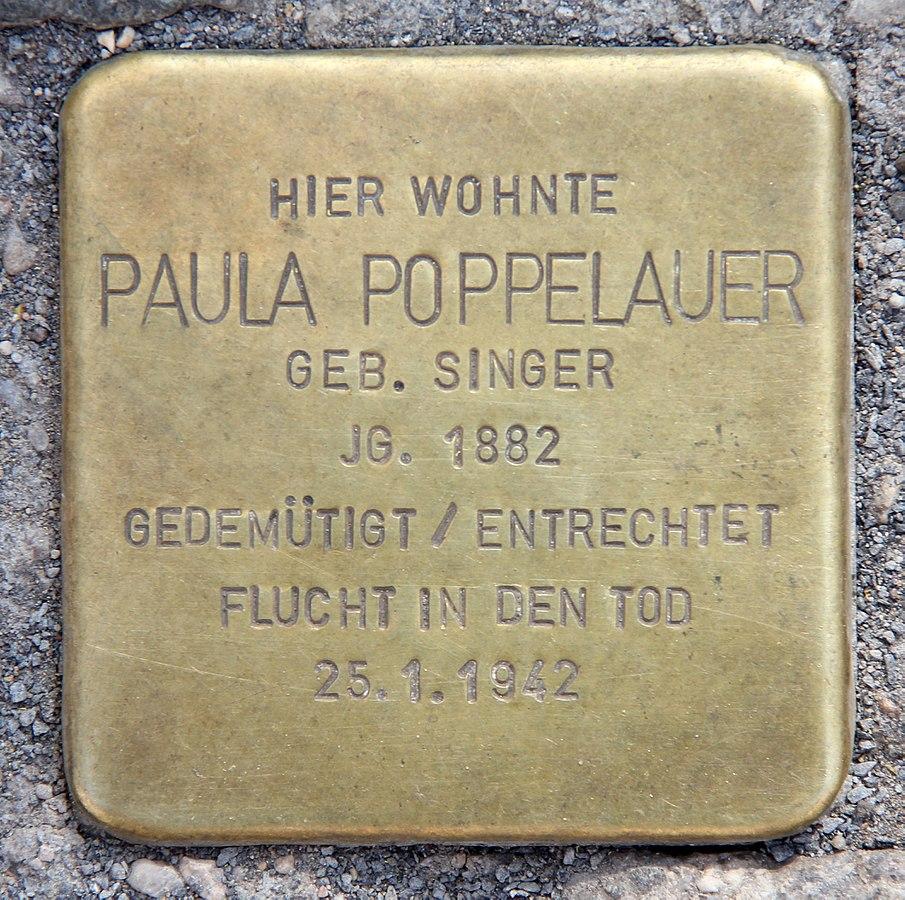 HIER WOHNTE
PAULA POPPELAUER
GEB. SINGER
JG. 1882
GEDEMÜTIGT / ENTRECHTET
FLUCHT IN DEN TOD
25.1.1942